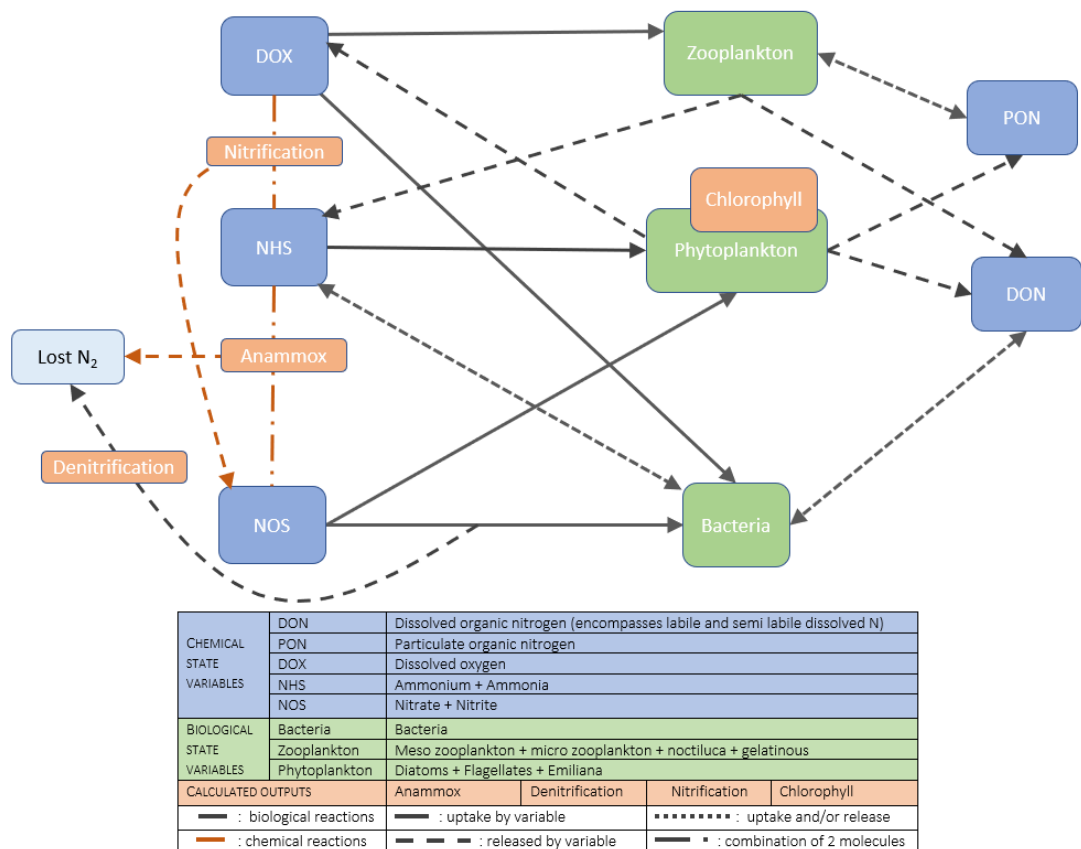 DOX
Zooplankton
PON
Nitrification
Chlorophyll
NHS
Phytoplankton
DON
Lost N₂
Anammox
Denitrification
NOS
Bacteria
CHEMICAL STATE VARIABLES
DON Dissolved organic nitrogen (encompasses labile and semi labile dissolved N)
PON Particulate organic nitrogen
DOX Dissolved oxygen
NHS Ammonium + Ammonia
NOS Nitrate + Nitrite
BIOLOGICAL STATE VARIABLES
Bacteria Bacteria
Zooplankton Meso zooplankton + micro zooplankton + noctiluca + gelatinous
Phytoplankton Diatoms + Flagellates + Emiliana
CALCULATED OUTPUTS Anammox Denitrification Nitrification Chlorophyll
: biological reactions : uptake by variable : uptake and/or release
: chemical reactions : released by variable : combination of 2 molecules